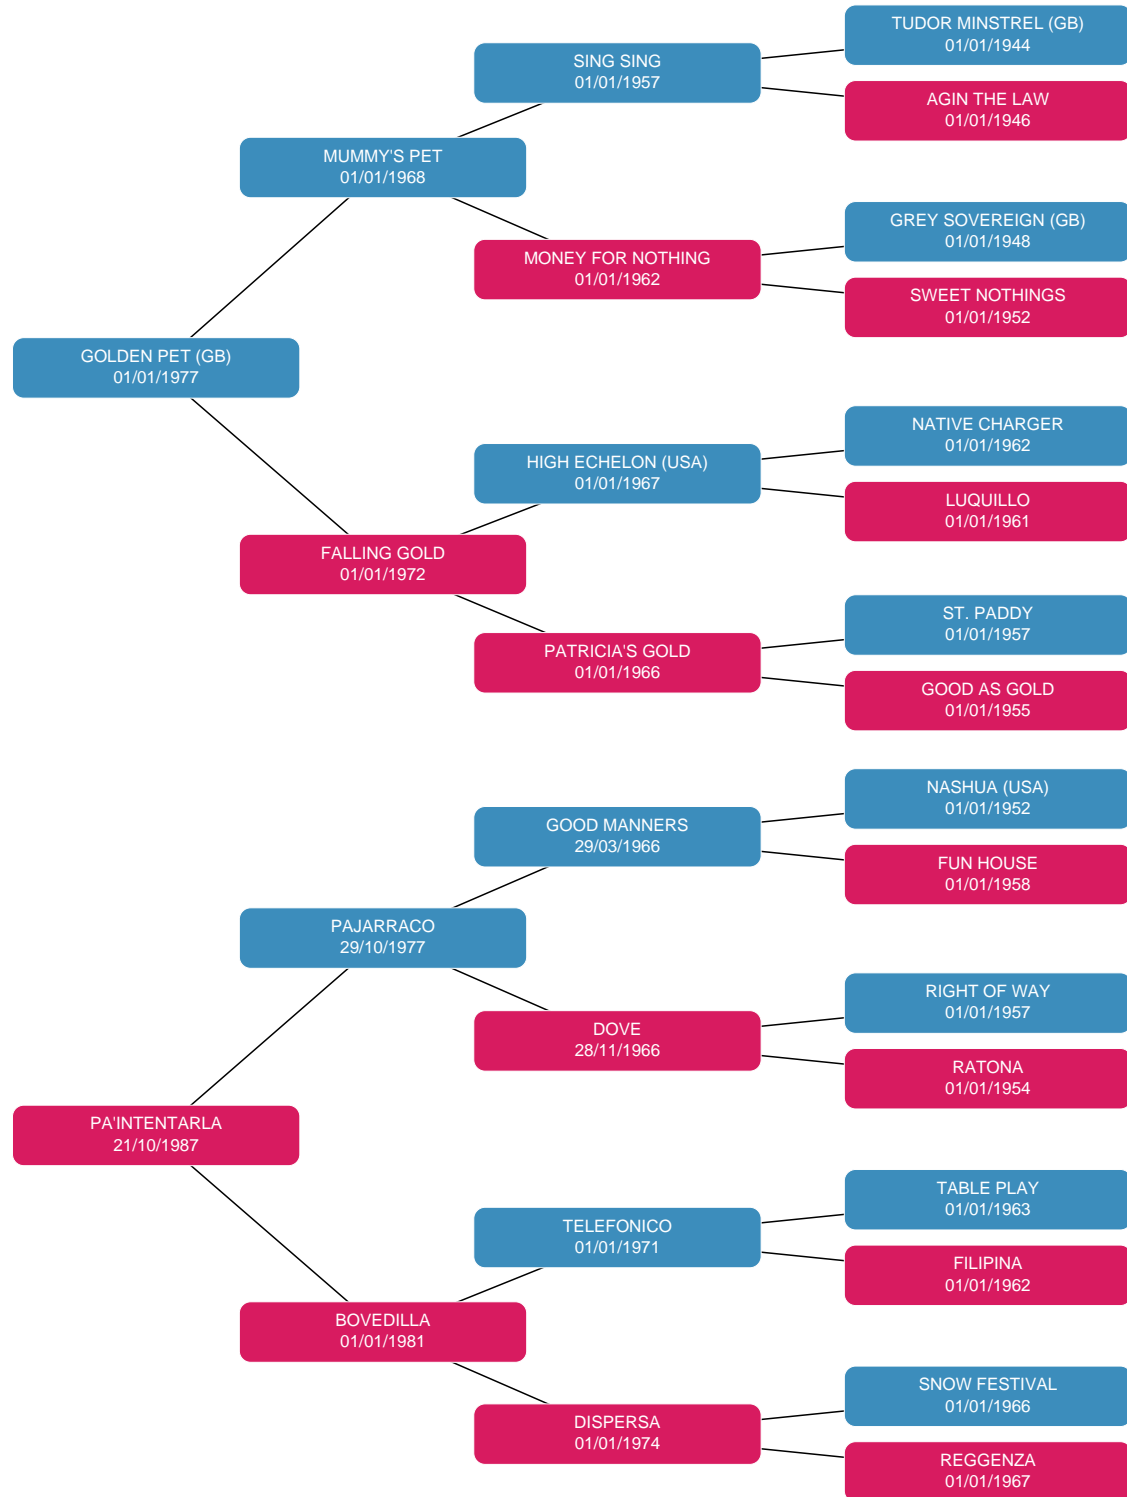 TUDOR MINSTREL (GB)
01/01/1944
SING SING
01/01/1957
AGIN THE LAW
01/01/1946
MUMMY'S PET
01/01/1968
GREY SOVEREIGN (GB)
01/01/1948
MONEY FOR NOTHING
01/01/1962
SWEET NOTHINGS
01/01/1952
GOLDEN PET (GB)
01/01/1977
NATIVE CHARGER
01/01/1962
HIGH ECHELON (USA)
01/01/1967
LUQUILLO
01/01/1961
FALLING GOLD
01/01/1972
ST. PADDY
01/01/1957
PATRICIA'S GOLD
01/01/1966
GOOD AS GOLD
01/01/1955
NASHUA (USA)
01/01/1952
GOOD MANNERS
29/03/1966
FUN HOUSE
01/01/1958
PAJARRACO
29/10/1977
RIGHT OF WAY
01/01/1957
DOVE
28/11/1966
RATONA
01/01/1954
PA'INTENTARLA
21/10/1987
TABLE PLAY
01/01/1963
TELEFONICO
01/01/1971
FILIPINA
01/01/1962
BOVEDILLA
01/01/1981
SNOW FESTIVAL
01/01/1966
DISPERSA
01/01/1974
REGGENZA
01/01/1967